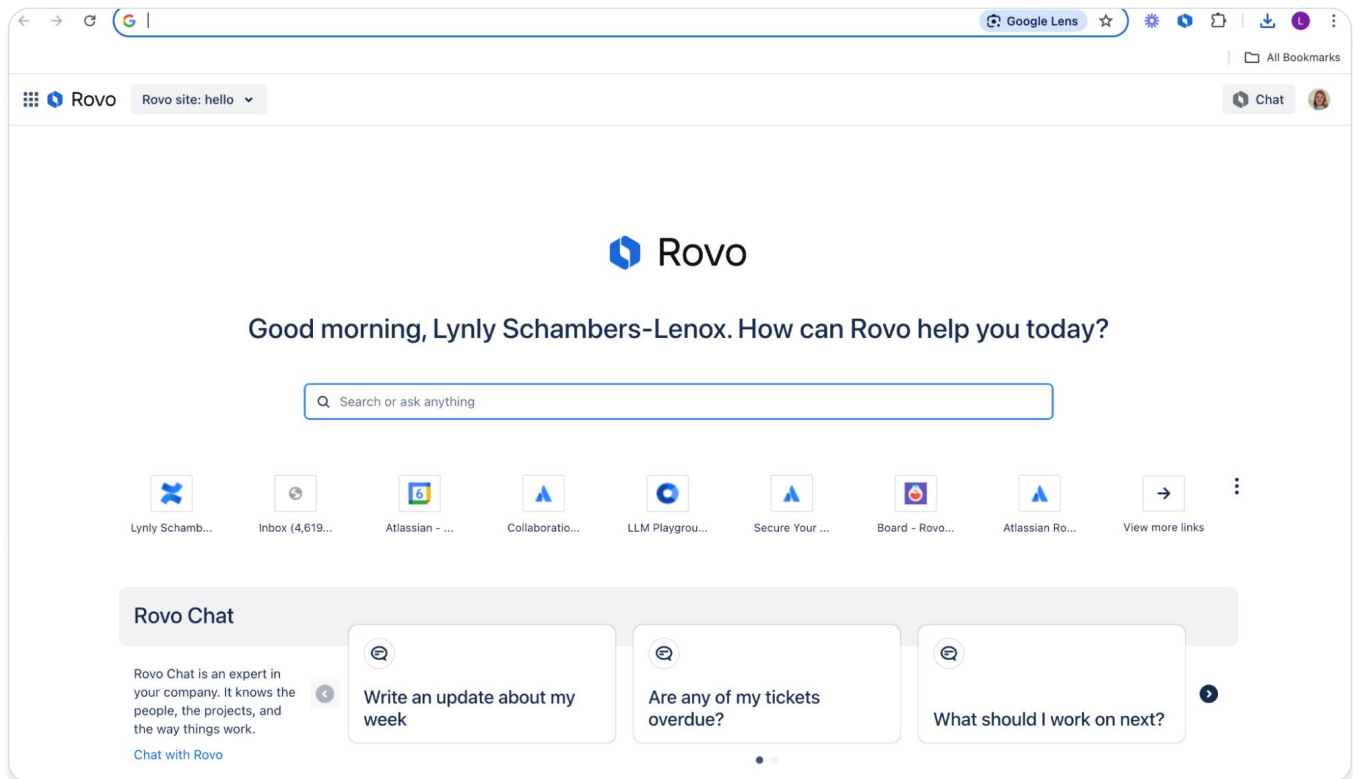 Google Lens
L
All Bookmarks
Rovo
Rovo site: hello
Chat
Rovo
Good morning, Lynly Schambers-Lenox. How can Rovo help you today?
Search or ask anything
6
Lynly Schamb...
Inbox (4,619...
Atlassian - ...
Collaboratio...
LLM Playgrou...
Secure Your ...
Board - Rovo...
Atlassian Ro...
View more links
Rovo Chat
Rovo Chat is an expert in
your company. It knows the
people, the projects, and
the way things work.
Chat with Rovo
Write an update about my
week
Are any of my tickets
overdue?
What should I work on next?